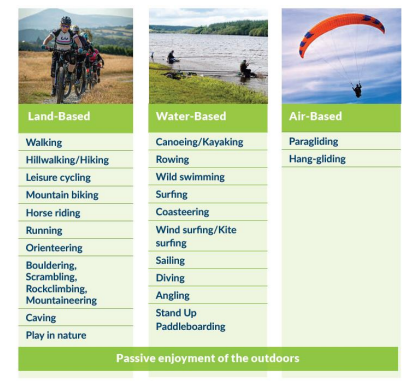 Land-Based
Walking
Hillwalking/Hiking
Leisure cycling
Mountain biking
Horse riding
Running
Orienteering
Bouldering,
Scrambling,
Rockclimbing,
Mountaineering
Caving
Play in nature
Water-Based
Canoeing/Kayaking
Rowing
Wild swimming
Surfing
Coasteering
Wind surfing/Kite
surfing
Sailing
Diving
Angling
Stand Up
Paddleboarding
Air-Based
Paragliding
Hang-gliding
Passive enjoyment of the outdoors